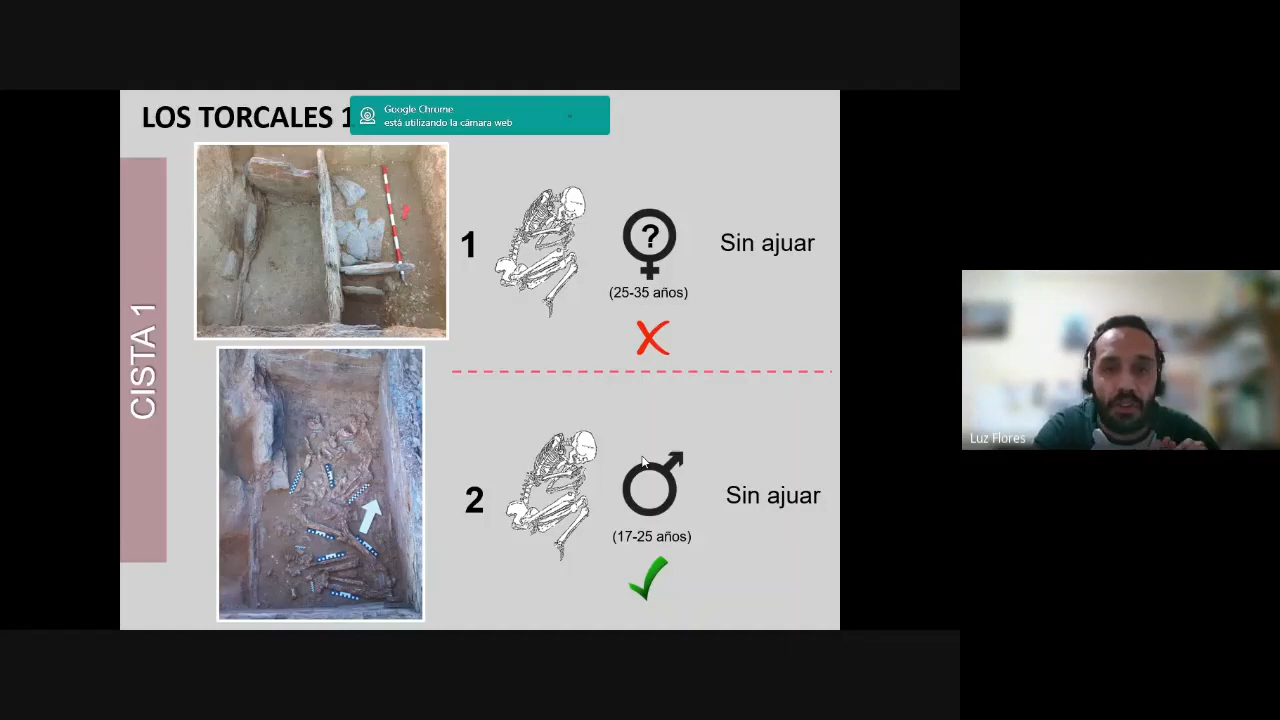 LOS TORCALES 1
Google Chrome
está utilizando la cámara web
CISTA 1
1
?
(25-35 años)
Sin ajuar
2
(17-25 años)
Sin ajuar
Luz Flores